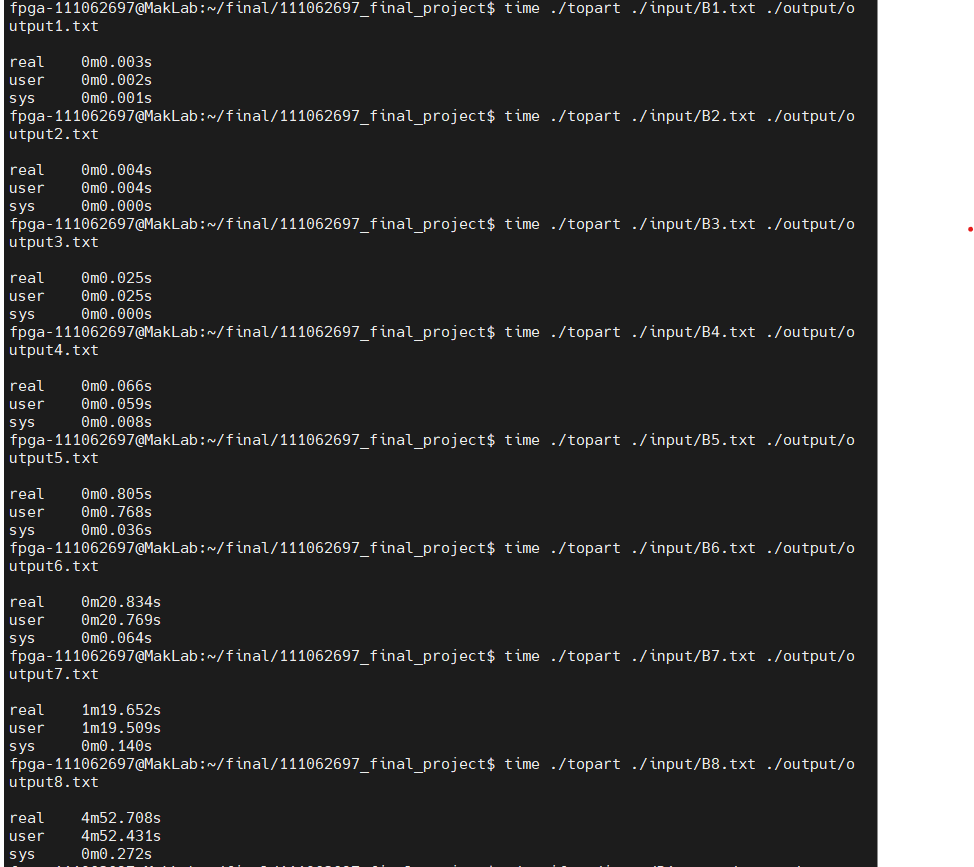 fpga-111062697@MakLab:~/final/111062697_final_project$ time ./topart ./input/B1.txt ./output/o
utput1.txt
real 0m0.003s
user 0m0.002s
sys 0m0.001s
fpga-111062697@MakLab:~/final/111062697_final_project$ time ./topart ./input/B2.txt ./output/o
utput2.txt
real 0m0.004s
user 0m0.004s
sys 0m0.000s
fpga-111062697@MakLab:~/final/111062697_final_project$ time ./topart ./input/B3.txt ./output/o
utput3.txt
real 0m0.025s
user 0m0.025s
sys 0m0.000s
fpga-111062697@MakLab:~/final/111062697_final_project$ time ./topart ./input/B4.txt ./output/o
utput4.txt
real 0m0.066s
user 0m0.059s
sys 0m0.008s
fpga-111062697@MakLab:~/final/111062697_final_project$ time ./topart ./input/B5.txt ./output/o
utput5.txt
real 0m0.805s
user 0m0.768s
sys 0m0.036s
fpga-111062697@MakLab:~/final/111062697_final_project$ time ./topart ./input/B6.txt ./output/o
utput6.txt
real 0m20.834s
user 0m20.769s
sys 0m0.064s
fpga-111062697@MakLab:~/final/111062697_final_project$ time ./topart ./input/B7.txt ./output/o
utput7.txt
real 1m19.652s
user 1m19.509s
sys 0m0.140s
fpga-111062697@MakLab:~/final/111062697_final_project$ time ./topart ./input/B8.txt ./output/o
utput8.txt
real 4m52.708s
user 4m52.431s
sys 0m0.272s